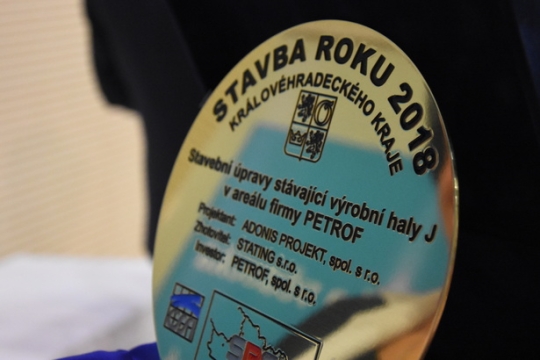 STAVBA ROKU 2018
KRÁLOVÉHRADECKÉHO KRAJE
Stavební úpravy stávající výrobní haly J
v areálu firmy PETROF
Projektant: ADONIS PROJEKT, spol. s r.o.
Zhotovitel: STATING s.r.o.
Investor: PETROF, spol. s r.o.